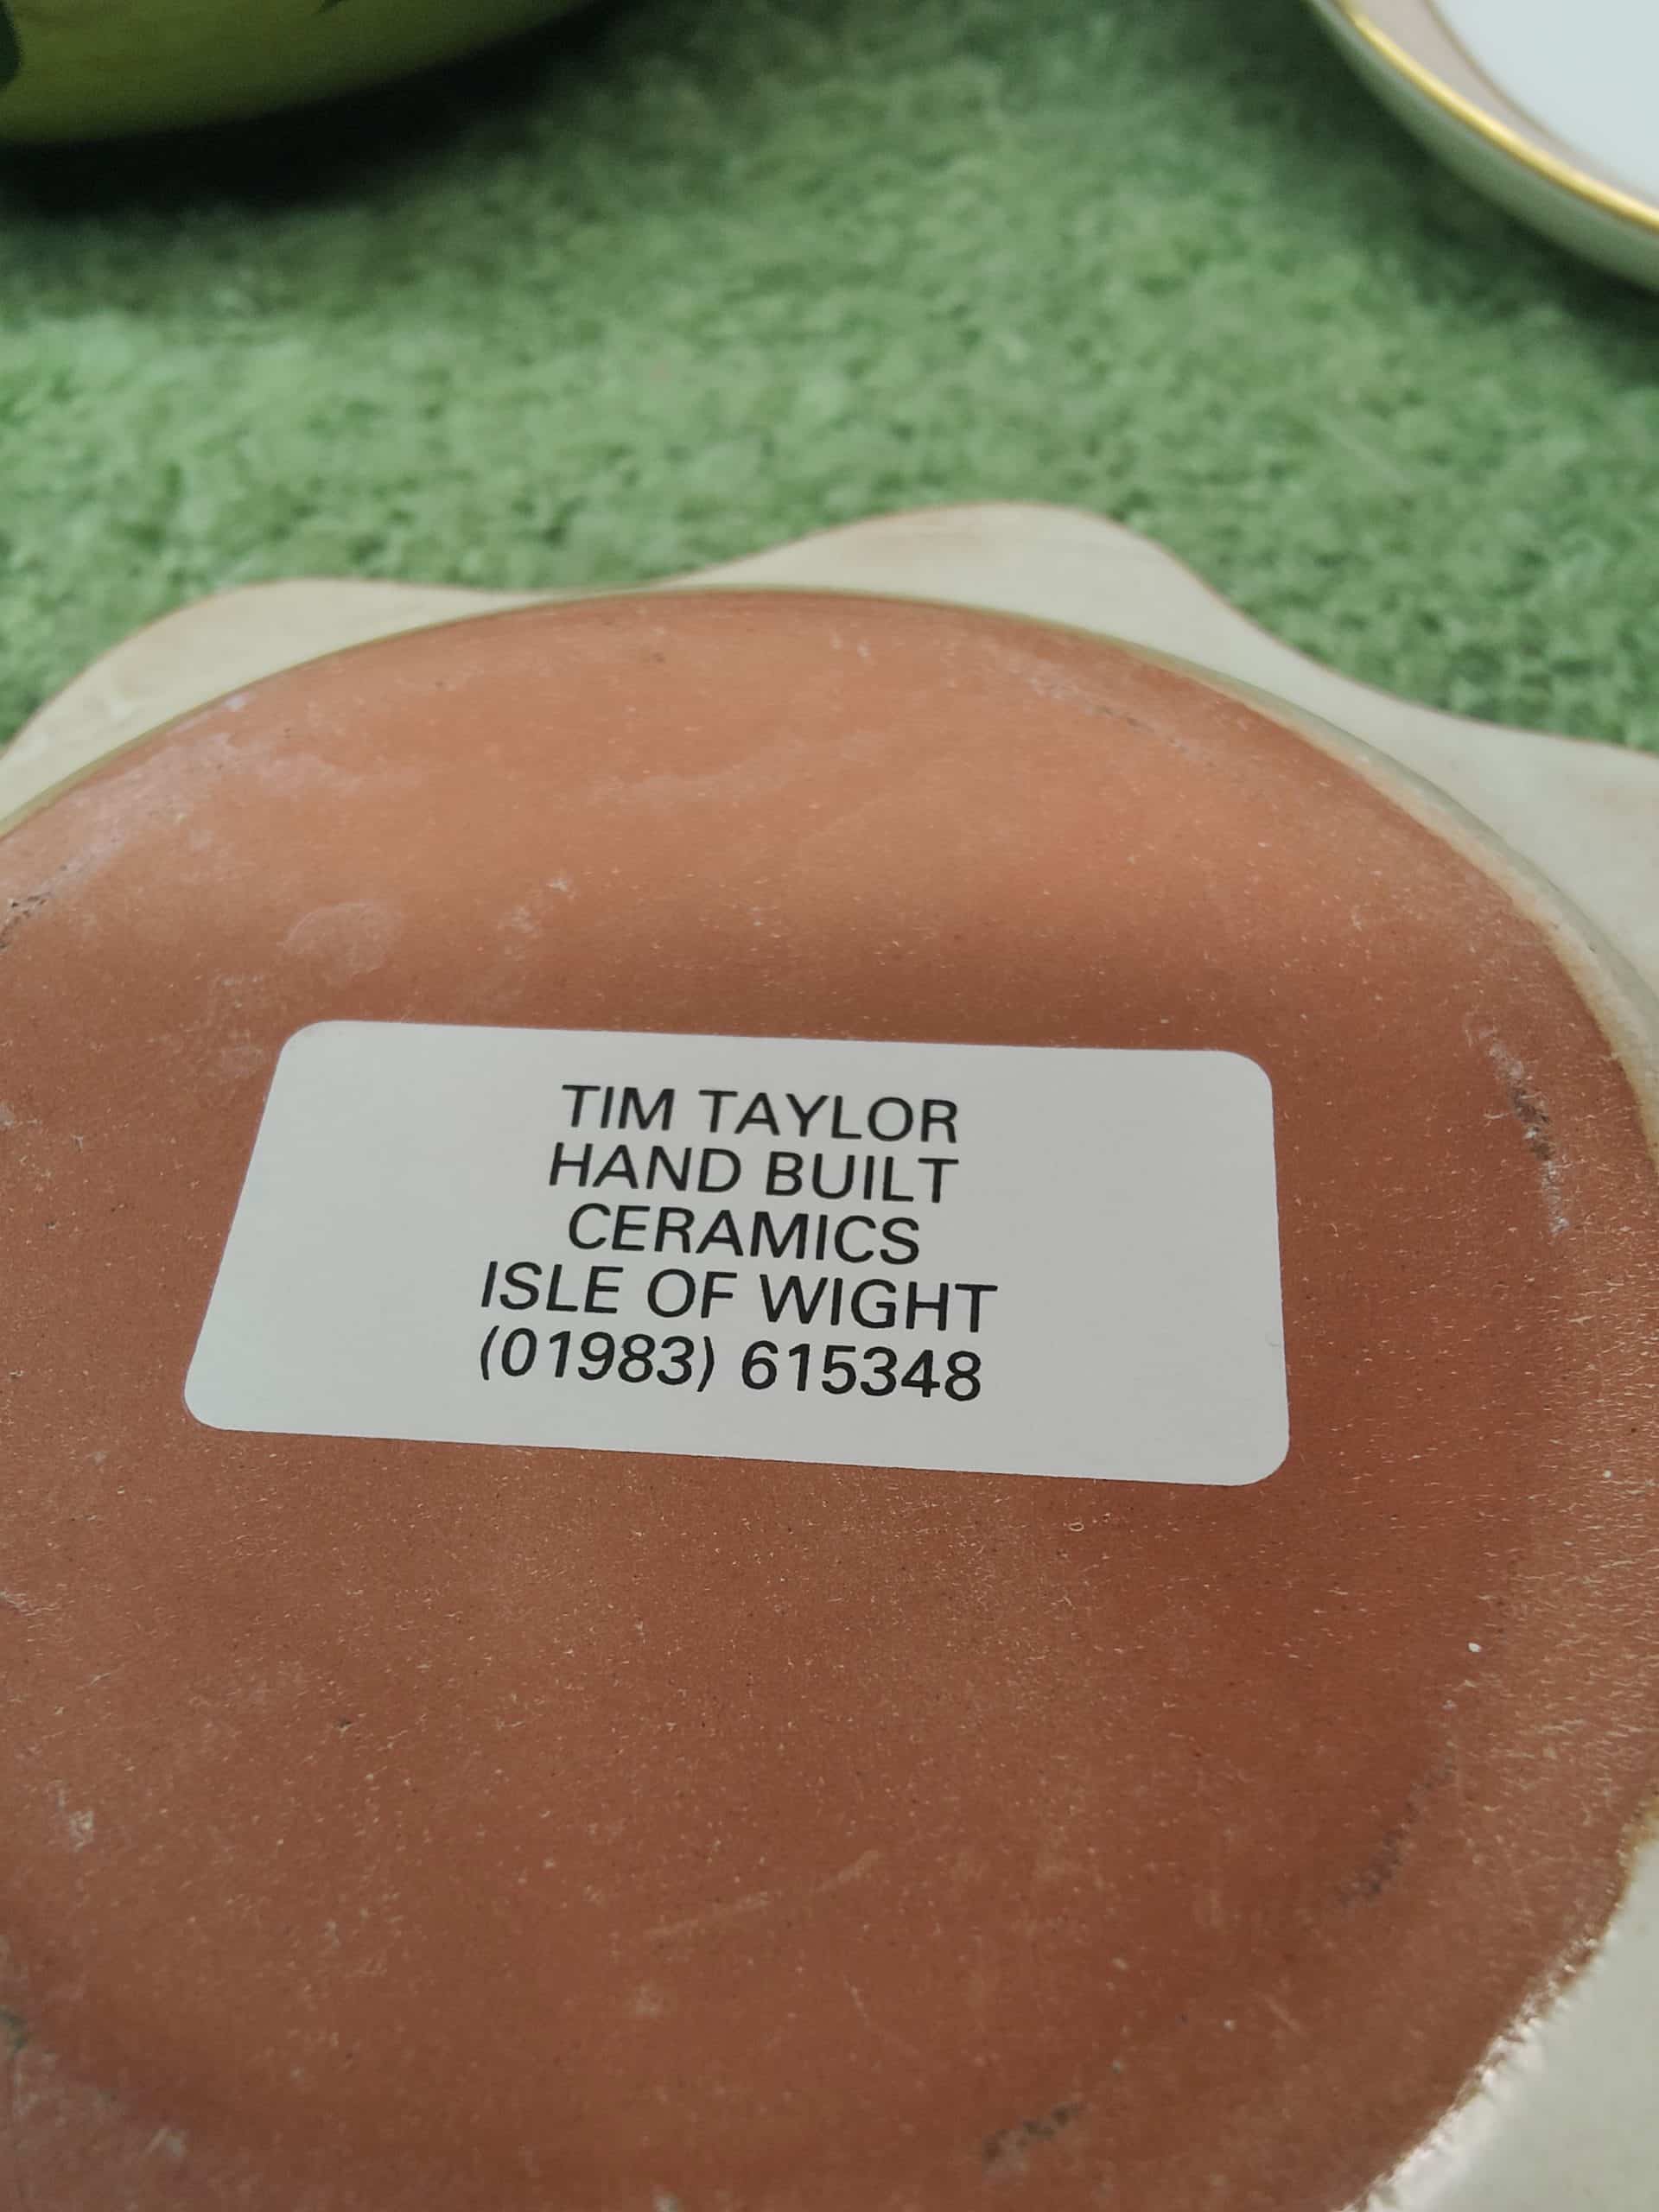 TIM TAYLOR
HAND BUILT
CERAMICS
ISLE OF WIGHT
(01983) 615348